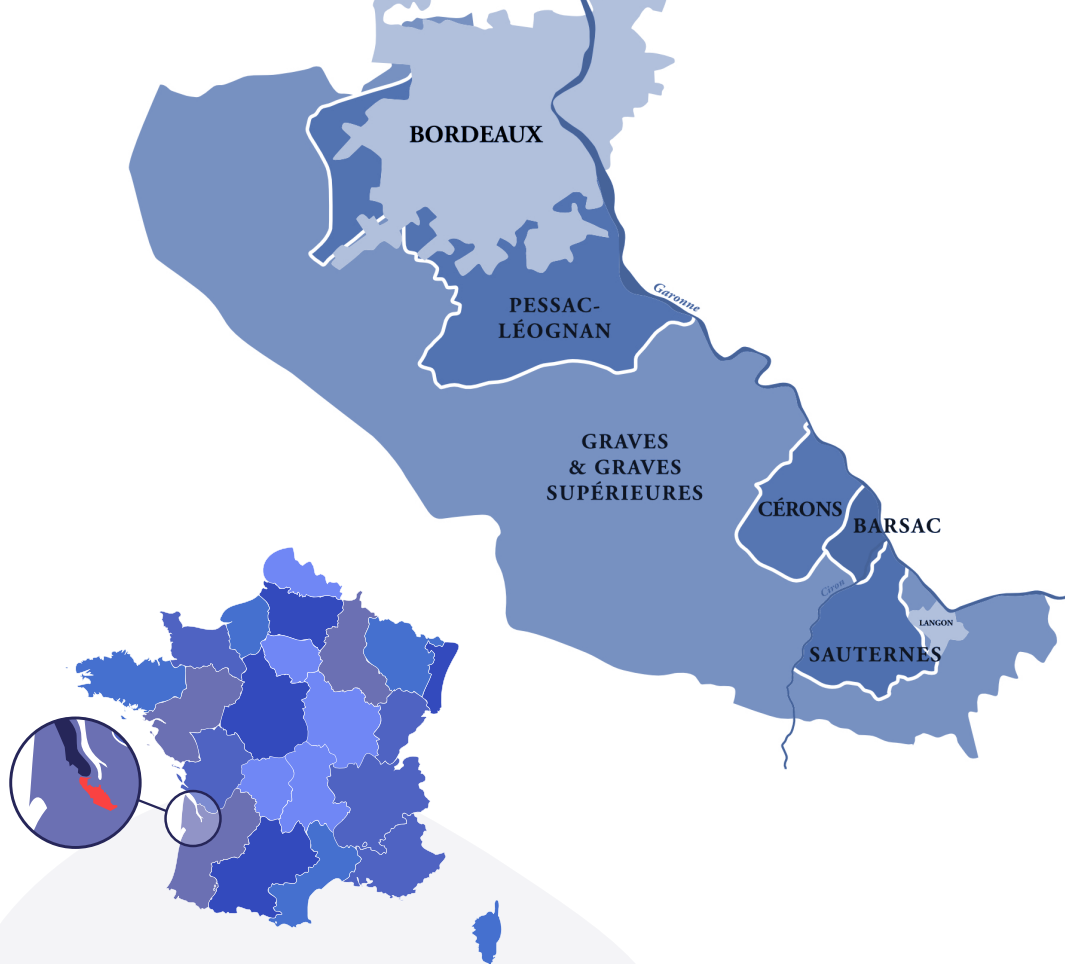 BORDEAUX
Garonne
PESSAC-
LÉOGNAN
GRAVES
& GRAVES
SUPÉRIEURES
CÉRONS
BARSAC
Ciron
LANGON
SAUTERNES